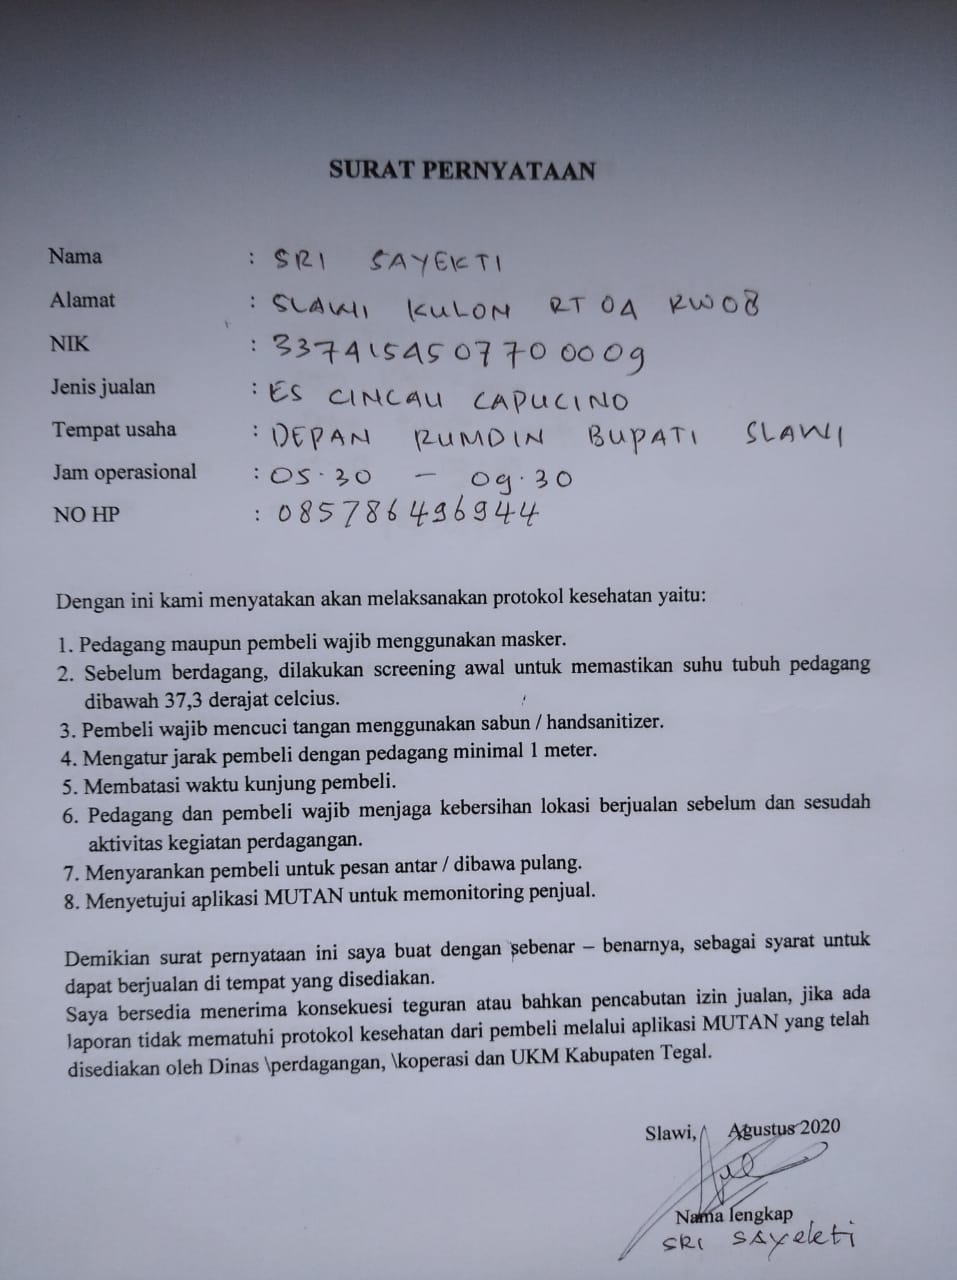 SURAT PERNYATAAN
Nama : SRI SAYEKTI
Alamat : SLAWI KULON RT 04 RW 08
NIK : 3374154507700009
Jenis jualan : ES CINCAU CAPUCINO
Tempat usaha : DEPAN RUMDIN BUPATI SLAWI
Jam operasional : 05.30 – 09.30
NO HP : 085786496944
Dengan ini kami menyatakan akan melaksanakan protokol kesehatan yaitu:
1. Pedagang maupun pembeli wajib menggunakan masker.
2. Sebelum berdagang, dilakukan screening awal untuk memastikan suhu tubuh pedagang
dibawah 37,3 derajat celcius.
3. Pembeli wajib mencuci tangan menggunakan sabun / handsanitizer.
4. Mengatur jarak pembeli dengan pedagang minimal 1 meter.
5. Membatasi waktu kunjung pembeli.
6. Pedagang dan pembeli wajib menjaga kebersihan lokasi berjualan sebelum dan sesudah
aktivitas kegiatan perdagangan.
7. Menyarankan pembeli untuk pesan antar / dibawa pulang.
8. Menyetujui aplikasi MUTAN untuk memonitoring penjual.
Demikian surat pernyataan ini saya buat dengan sebenar – benarnya, sebagai syarat untuk
dapat berjualan di tempat yang disediakan.
Saya bersedia menerima konsekuesi teguran atau bahkan pencabutan izin jualan, jika ada
laporan tidak mematuhi protokol kesehatan dari pembeli melalui aplikasi MUTAN yang telah
disediakan oleh Dinas \perdagangan, \koperasi dan UKM Kabupaten Tegal.
Slawi, Agustus 2020
Nama lengkap
SRI SAYEKTI